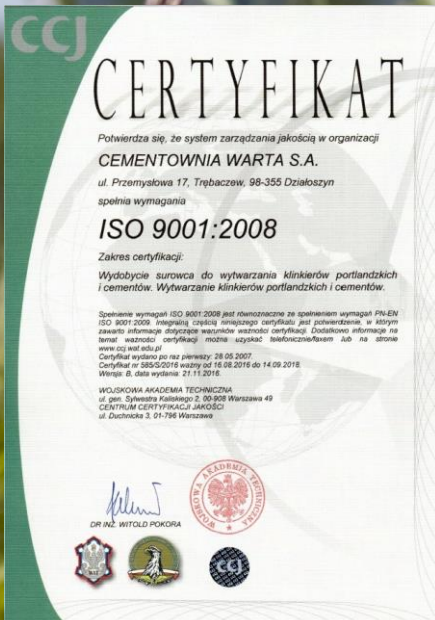 CCJ
CERTYFIKAT
Potwierdza się, że system zarządzania jakością w organizacji
CEMENTOWNIA WARTA S.A.
ul. Przemysłowa 17, Trębaczew, 98-355 Działoszyn
spełnia wymagania
ISO 9001:2008
Zakres certyfikacji:
Wydobycie surowca do wytwarzania klinkierów portlandzkich
i cementów. Wytwarzanie klinkierów portlandzkich i cementów.
Spełnienie wymagań ISO 9001:2008 jest równoznaczne ze spełnieniem wymagań PN-EN
ISO 9001:2009. Integralną częścią niniejszego certyfikatu jest potwierdzenie, w którym
zawarto informacje dotyczące warunków ważności certyfikacji. Dodatkowo informacje na
temat ważności certyfikacji można uzyskać telefonicznie/faxem lub na stronie
www.ccj.wat.edu.pl
Certyfikat wydano po raz pierwszy: 28.05.2007.
Certyfikat nr 585/S/2016 ważny od 16.08.2016 do 14.09.2018.
Wersja: B, data wydania: 21.11.2016.
WOJSKOWA AKADEMIA TECHNICZNA
ul. gen. Sylwestra Kaliskiego 2, 00-908 Warszawa 49
CENTRUM CERTYFIKACJI JAKOŚCI
ul. Duchnicka 3, 01-796 Warszawa
DR INŻ. WITOLD POKORA
WOJSKOWA AKADEMIA TECHNICZNA
CCJ